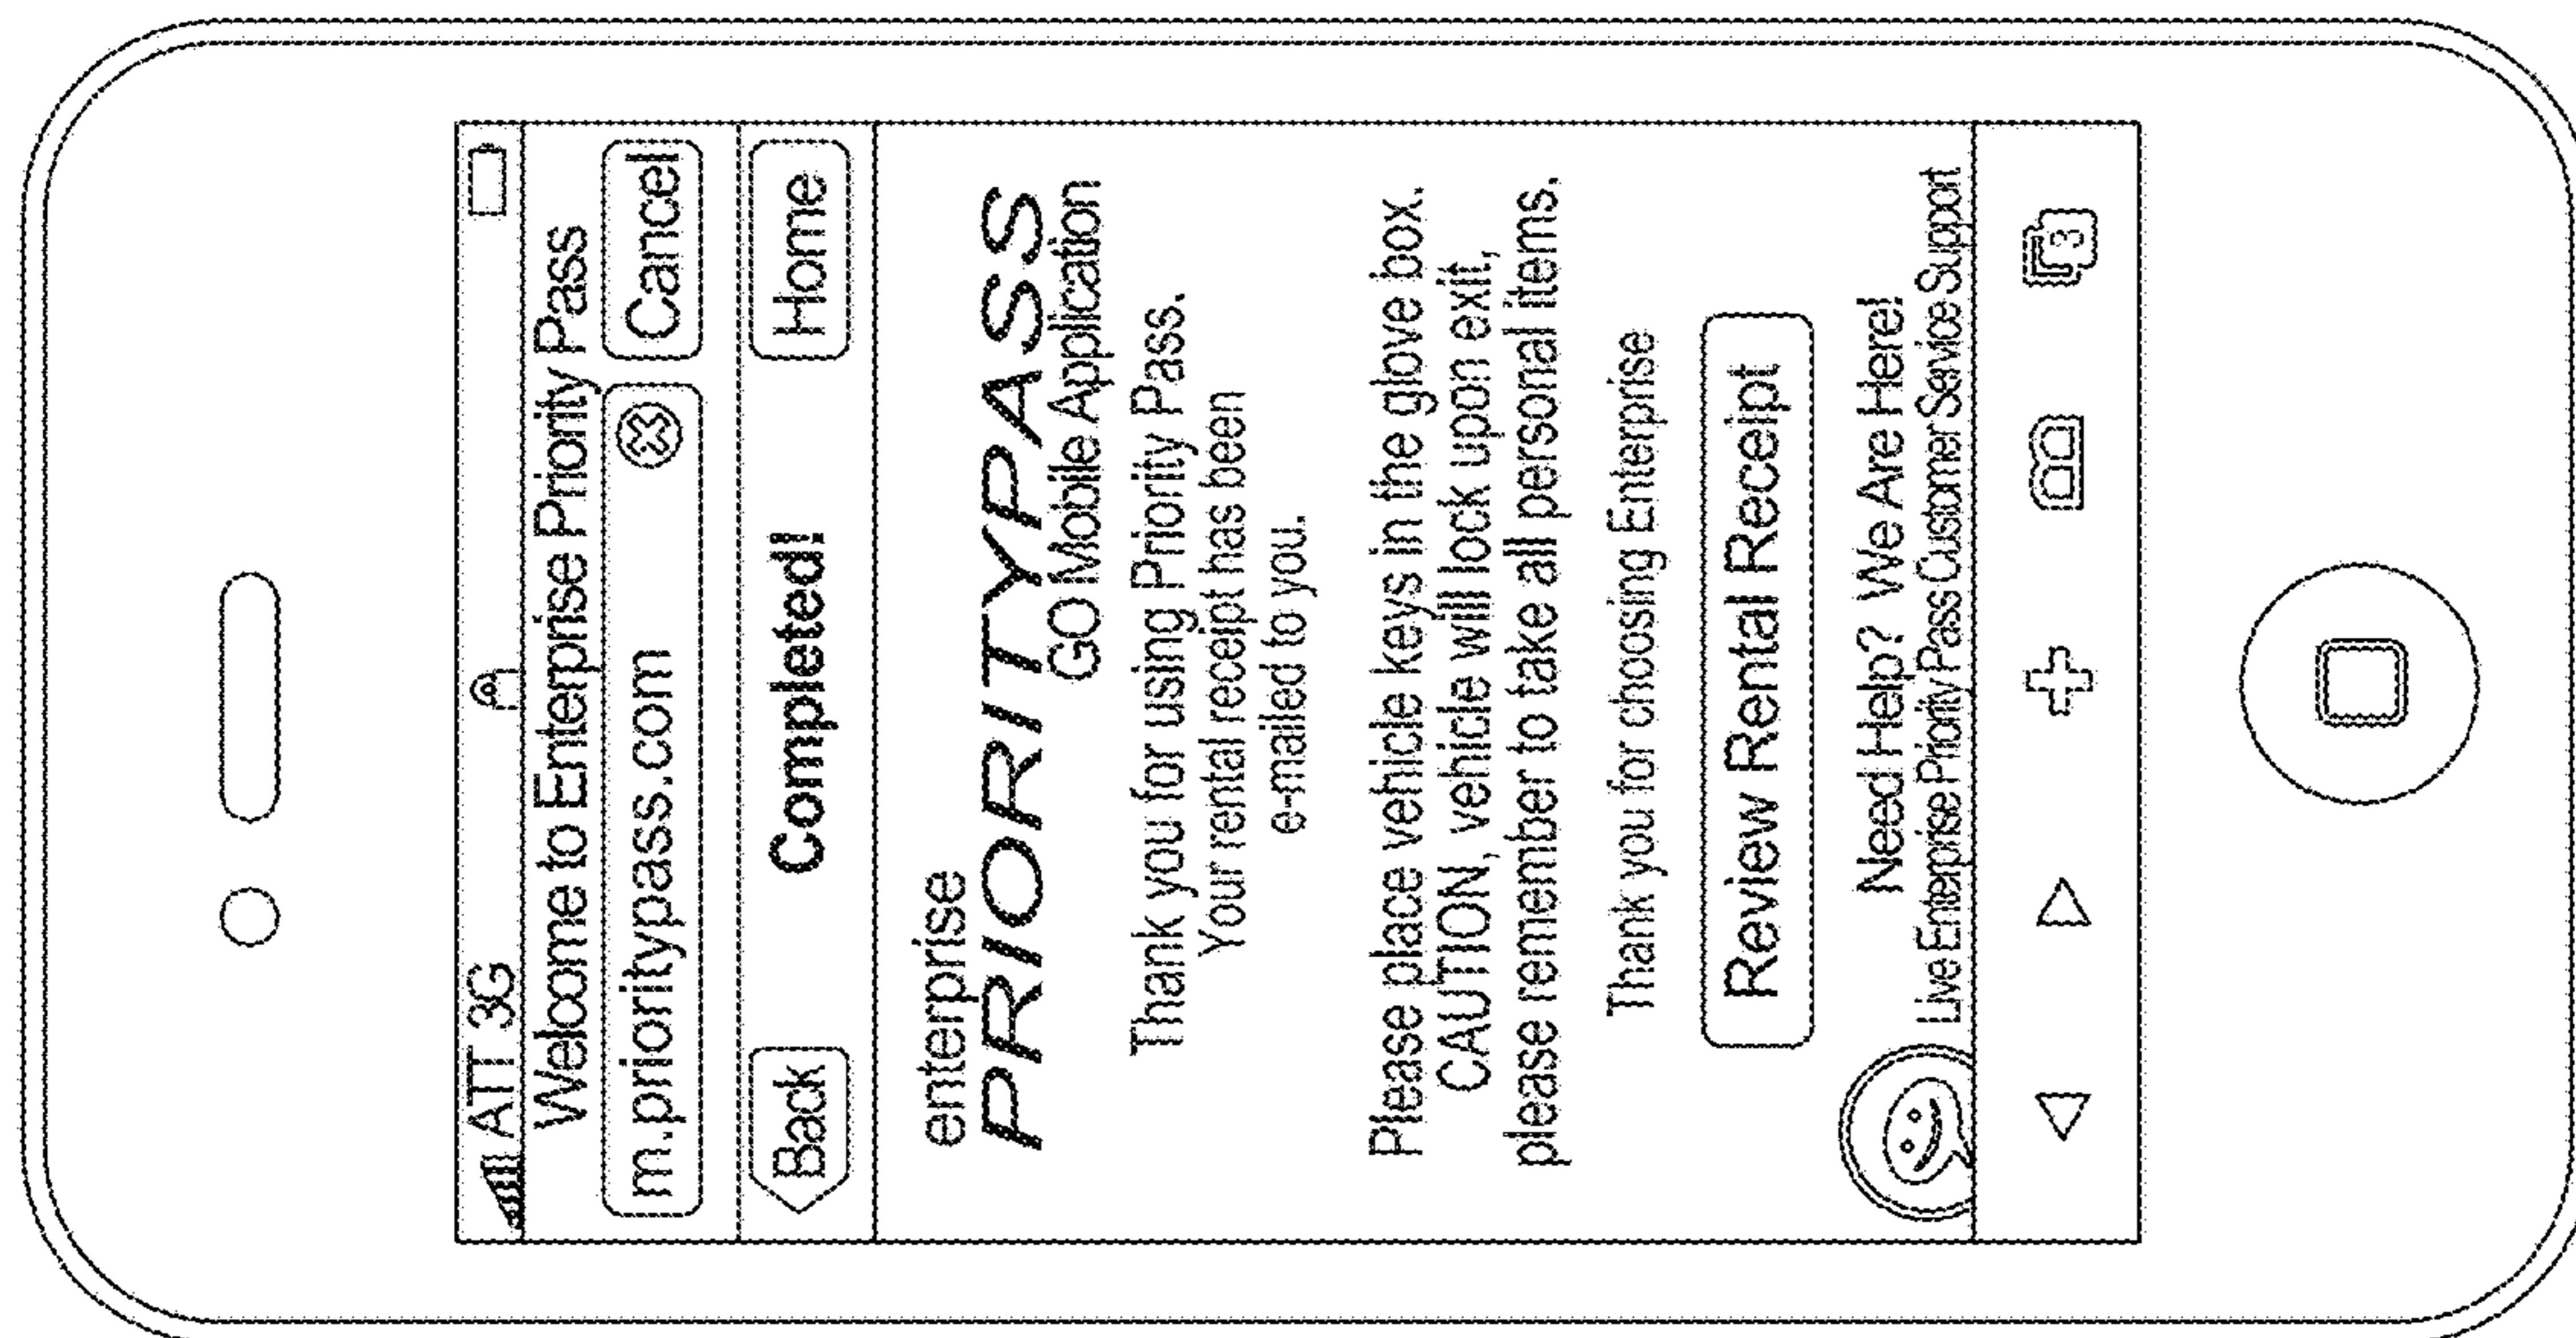 ATT 3G
Welcome to Enterprise Priority Pass
m.prioritypass.com Cancel
Back Completed! Home
enterprise
PRIORITYPASS
GO Mobile Application
Thank you for using Priority Pass.
Your rental receipt has been
e-mailed to you.
Please place vehicle keys in the glove box.
CAUTION, vehicle will lock upon exit,
please remember to take all personal items.
Thank you for choosing Enterprise
Review Rental Receipt
Need Help? We Are Here!
Live Enterprise Priority Pass Customer Service Support
3